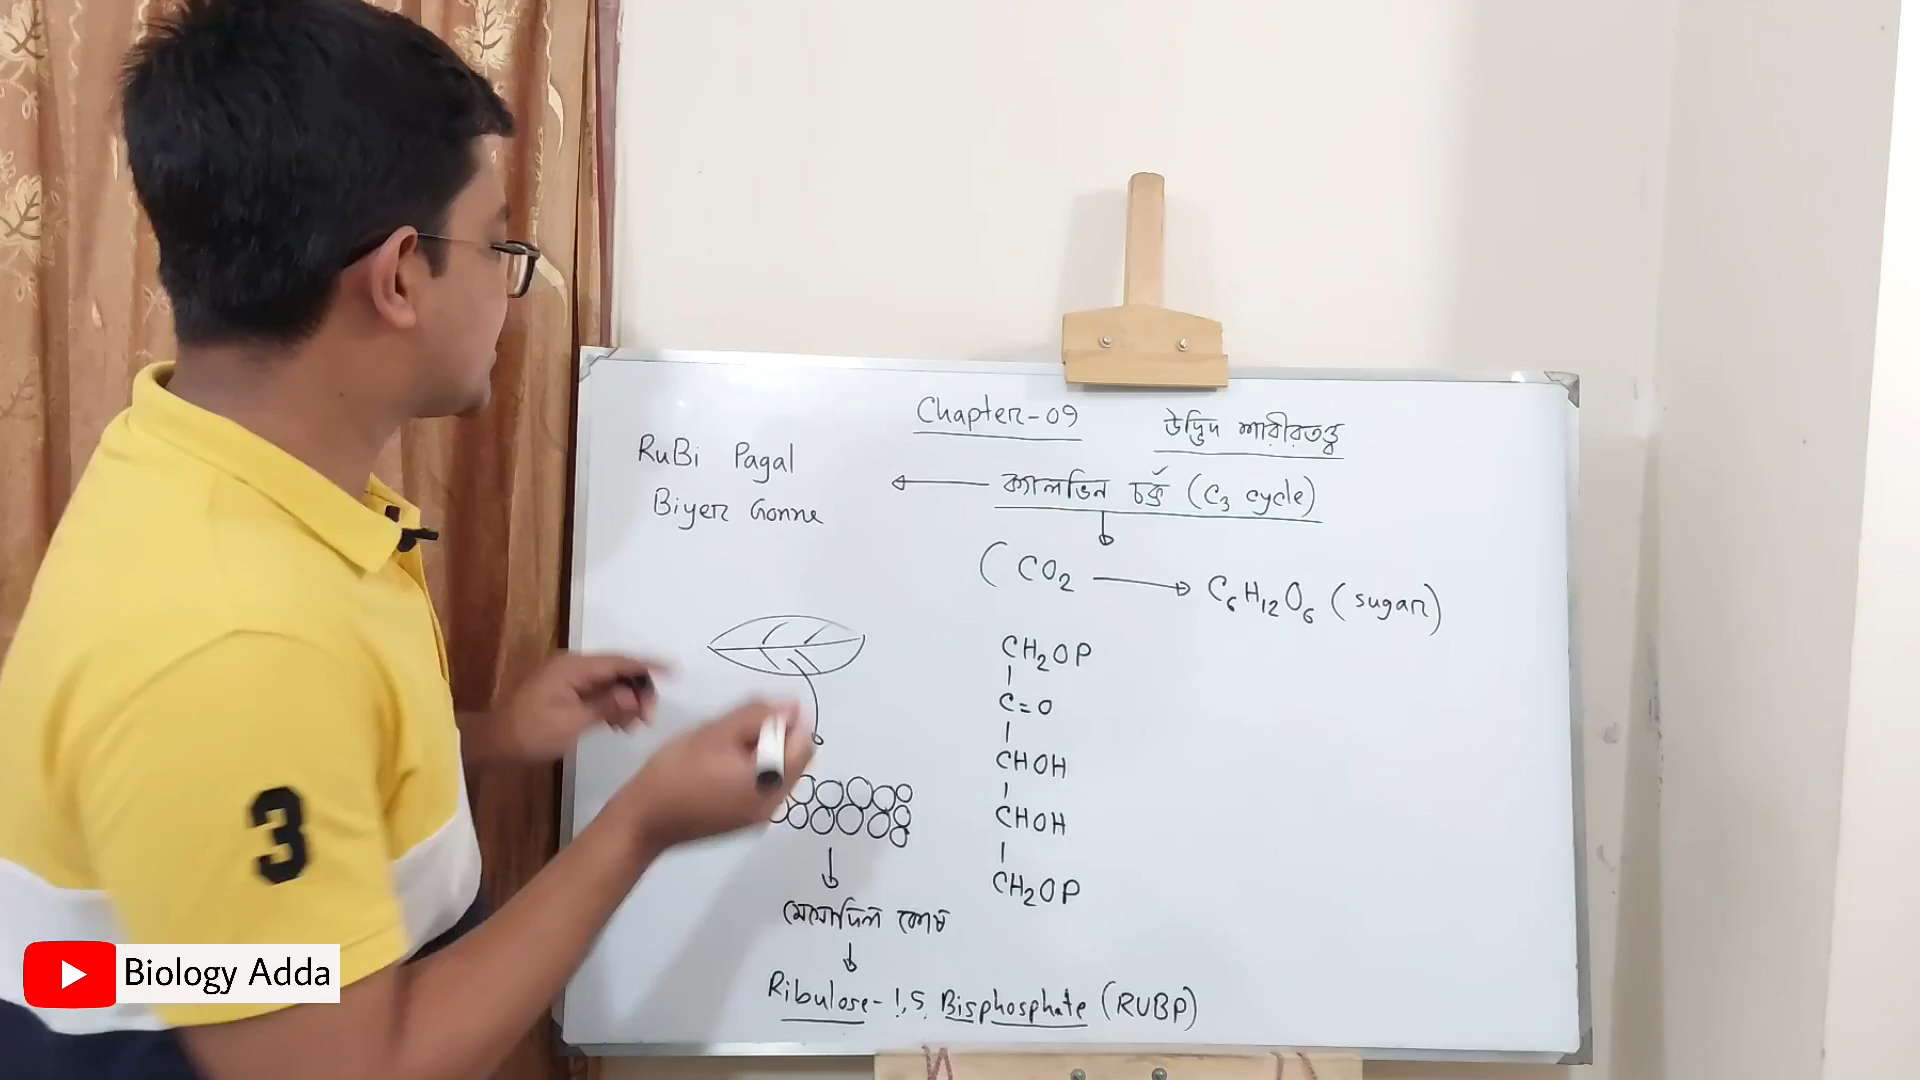 Chapter-09 উদ্ভিদ শারীরতত্ত্ব
RuBi Pagal
Biyer Gonne
ক্যালভিন চক্র (C₃ cycle)
( CO₂ → C₆H₁₂O₆ (sugar)
CH₂OP
C=O
CHOH
CHOH
CH₂OP
মেসোফিল কোষ
Ribulose-1,5 Bisphosphate (RUBP)
3
Biology Adda